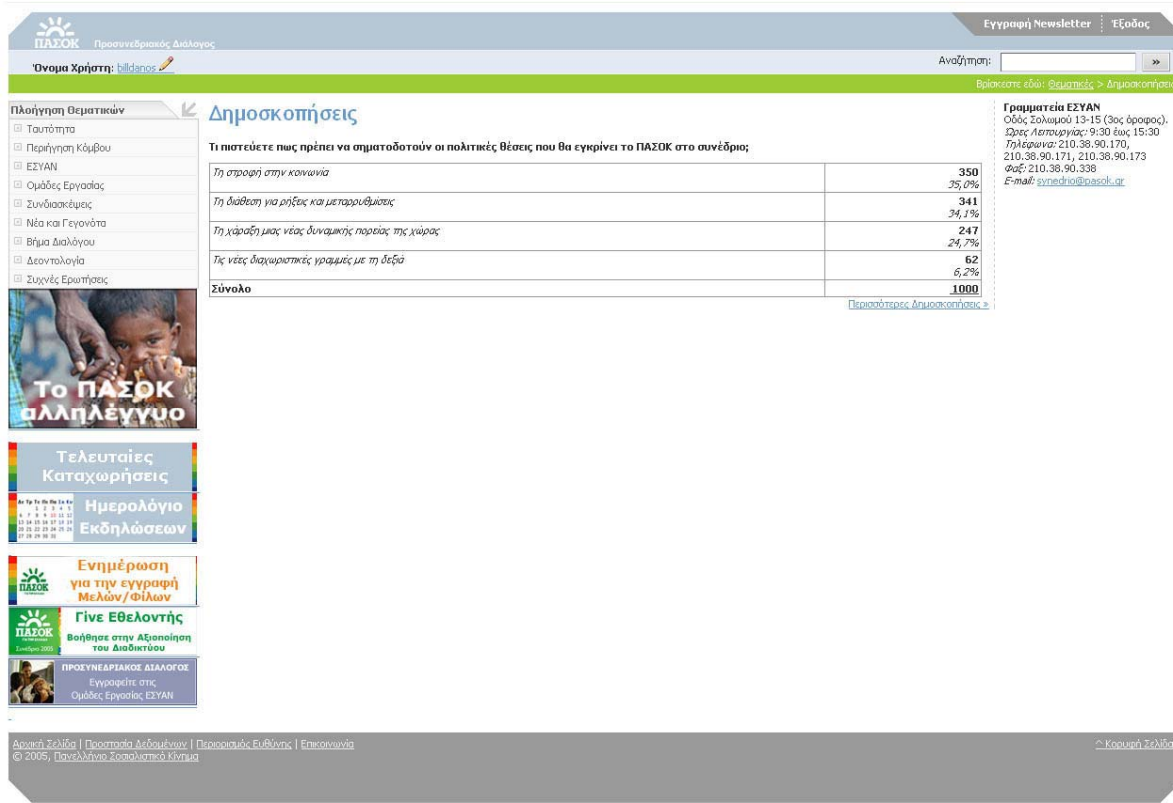 ΠΑΣΟΚ Προσυνεδριακός Διάλογος
Εγγραφή Newsletter Έξοδος
Όνομα Χρήστη: billdanos
Αναζήτηση: »
Βρίσκεστε εδώ: Θεματικές > Δημοσκοπήσεις
Πλοήγηση Θεματικών
Ταυτότητα
Περιήγηση Κόμβου
ΕΣΥΑΝ
Ομάδες Εργασίας
Συνδιασκέψεις
Νέα και Γεγονότα
Βήμα Διαλόγου
Δεοντολογία
Συχνές Ερωτήσεις
Το ΠΑΣΟΚ
αλληλέγγυο
Τελευταίες
Καταχωρήσεις
Ημερολόγιο
Εκδηλώσεων
Ενημέρωση
για την εγγραφή
Μελών/Φίλων
ΠΑΣΟΚ
Γίνε Εθελοντής
Βοήθησε στην Αξιοποίηση
του Διαδικτύου
ΠΑΣΟΚ
Συνέδριο 2005
ΠΡΟΣΥΝΕΔΡΙΑΚΟΣ ΔΙΑΛΟΓΟΣ
Εγγραφείτε στις
Ομάδες Εργασίας ΕΣΥΑΝ
Δημοσκοπήσεις
Τι πιστεύετε πως πρέπει να σηματοδοτούν οι πολιτικές θέσεις που θα εγκρίνει το ΠΑΣΟΚ στο συνέδριο;
Τη στροφή στην κοινωνία 350
35,0%
Τη διάθεση για ρήξεις και μεταρρυθμίσεις 341
34,1%
Τη χάραξη μιας νέας δυναμικής πορείας της χώρας 247
24,7%
Τις νέες διαχωριστικές γραμμές με τη δεξιά 62
6,2%
Σύνολο 1000
Περισσότερες Δημοσκοπήσεις »
Γραμματεία ΕΣΥΑΝ
Οδός Σολωμού 13-15 (3ος όροφος).
Ώρες Λειτουργίας: 9:30 έως 15:30
Τηλέφωνα: 210.38.90.170,
210.38.90.171, 210.38.90.173
Φαξ: 210.38.90.338
E-mail: synedrio@pasok.gr
Αρχική Σελίδα | Προστασία Δεδομένων | Περιορισμός Ευθύνης | Επικοινωνία
^ Κορυφή Σελίδα
© 2005, Πανελλήνιο Σοσιαλιστικό Κίνημα